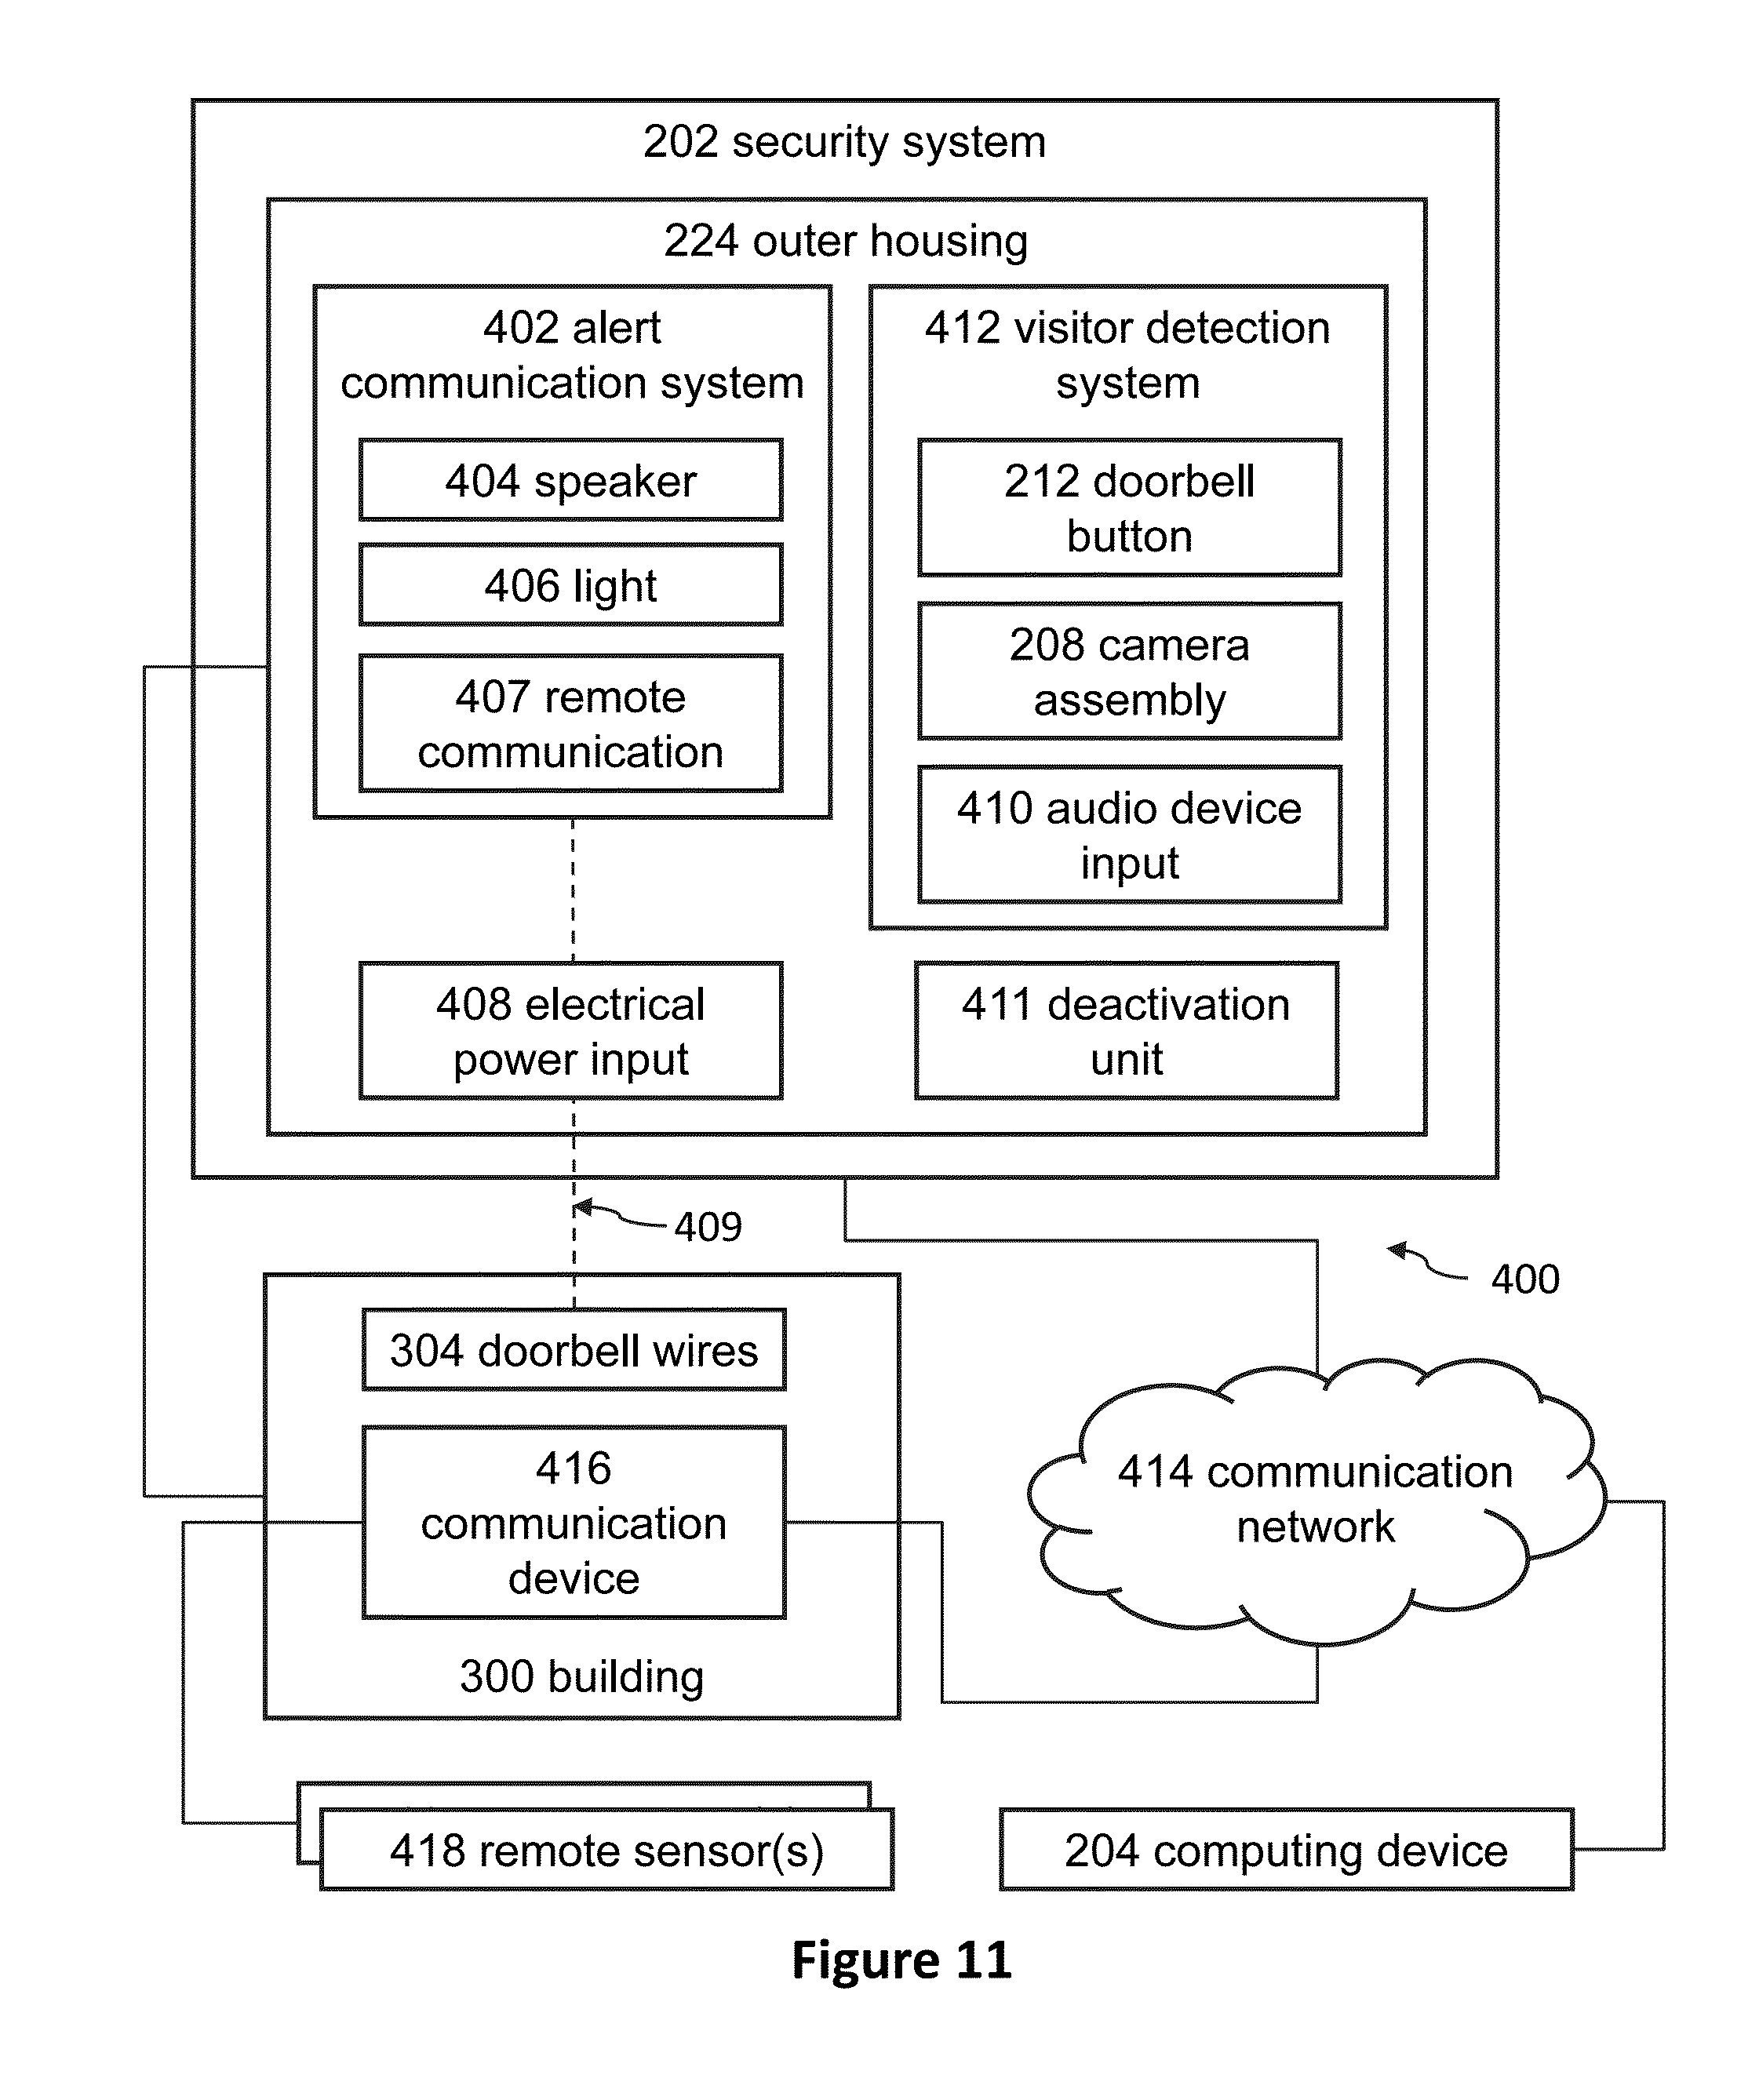 202 security system
224 outer housing
402 alert
communication system
404 speaker
406 light
407 remote
communication
412 visitor detection
system
212 doorbell
button
208 camera
assembly
410 audio device
input
408 electrical
power input
411 deactivation
unit
409
400
304 doorbell wires
416
communication
device
300 building
414 communication
network
418 remote sensor(s)
204 computing device
Figure 11